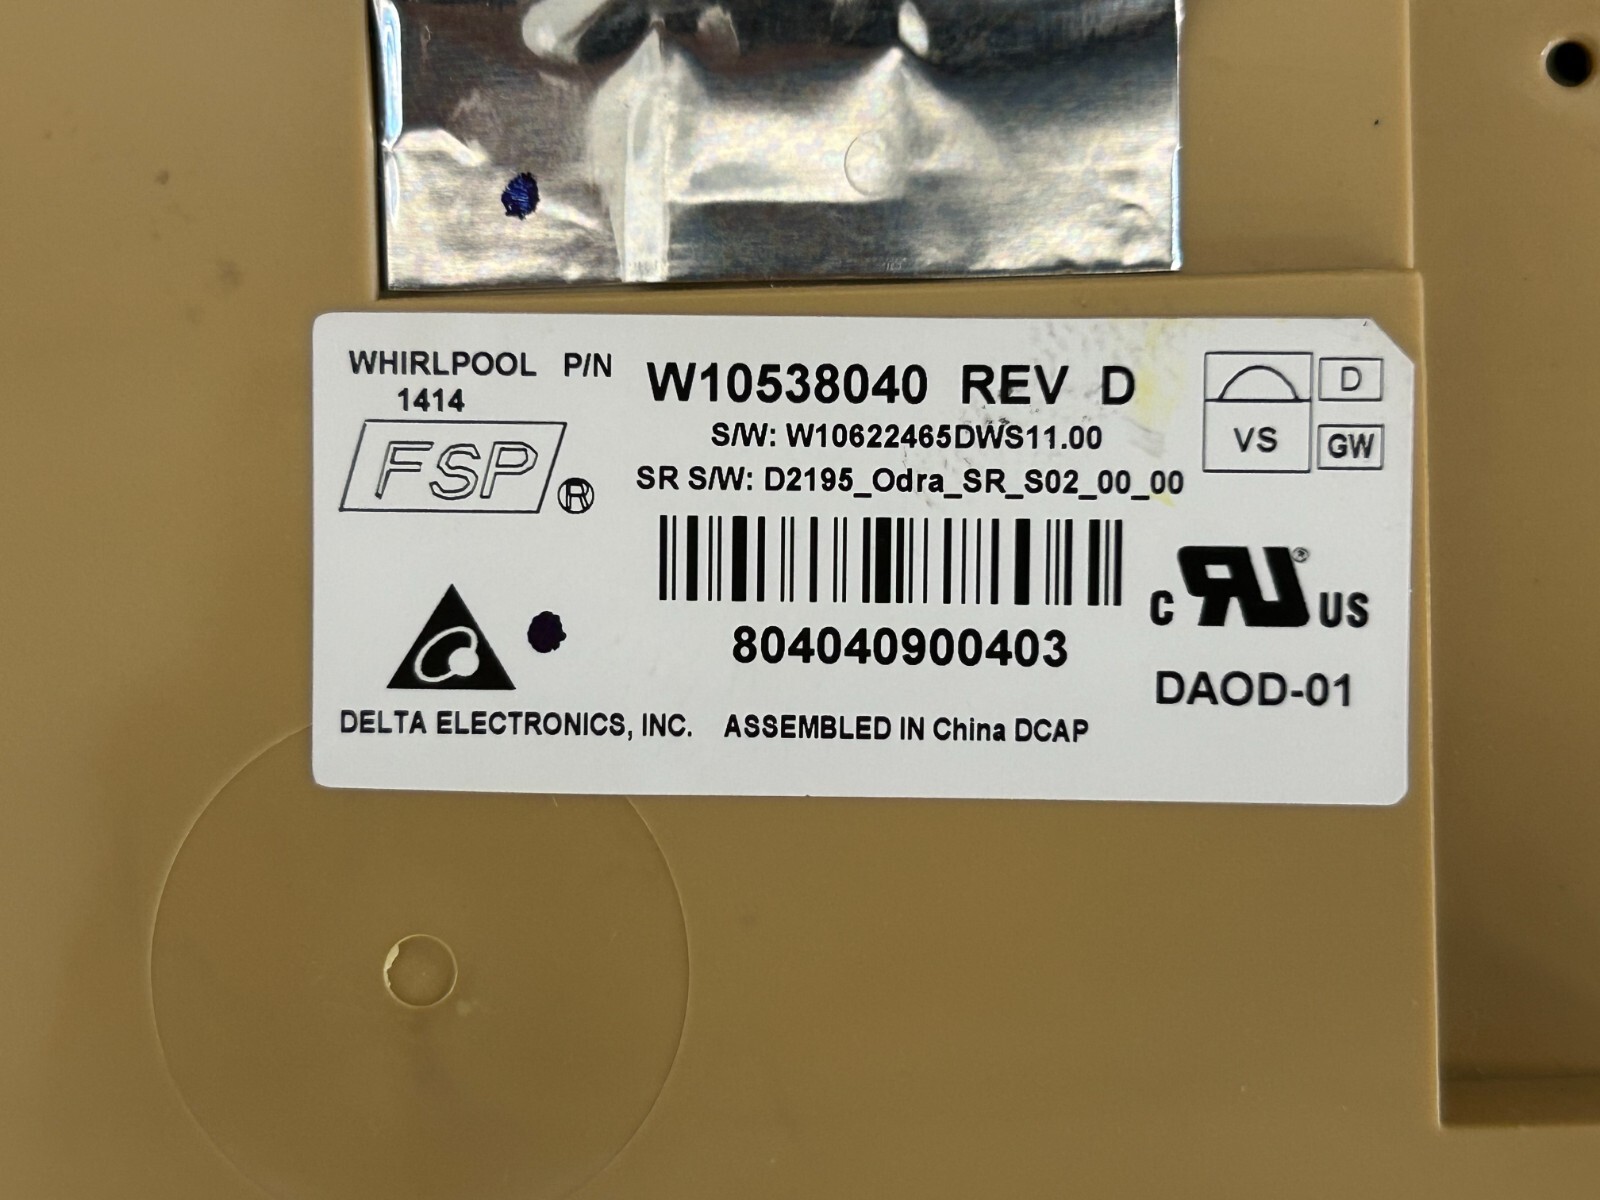 WHIRLPOOL P/N W10538040 REV D
1414
S/W: W10622465DWS11.00
SR S/W: D2195_Odra_SR_S02_00_00
FSP®
VS
D
GW
804040900403
C RU® US
DAOD-01
DELTA ELECTRONICS, INC. ASSEMBLED IN China DCAP